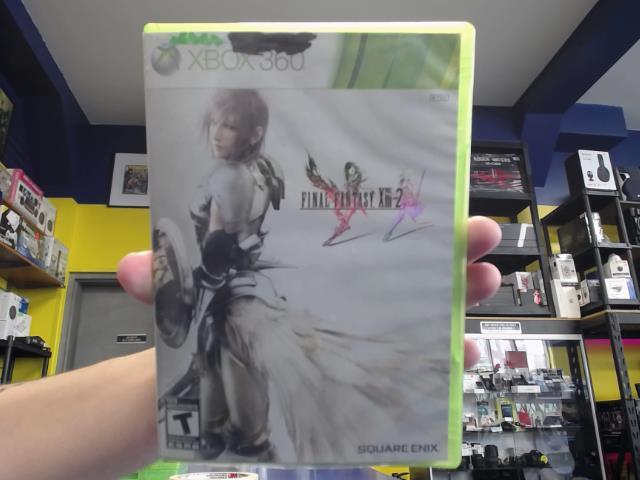 XBOX 360
FINAL FANTASY XIII-2
T
SQUARE ENIX